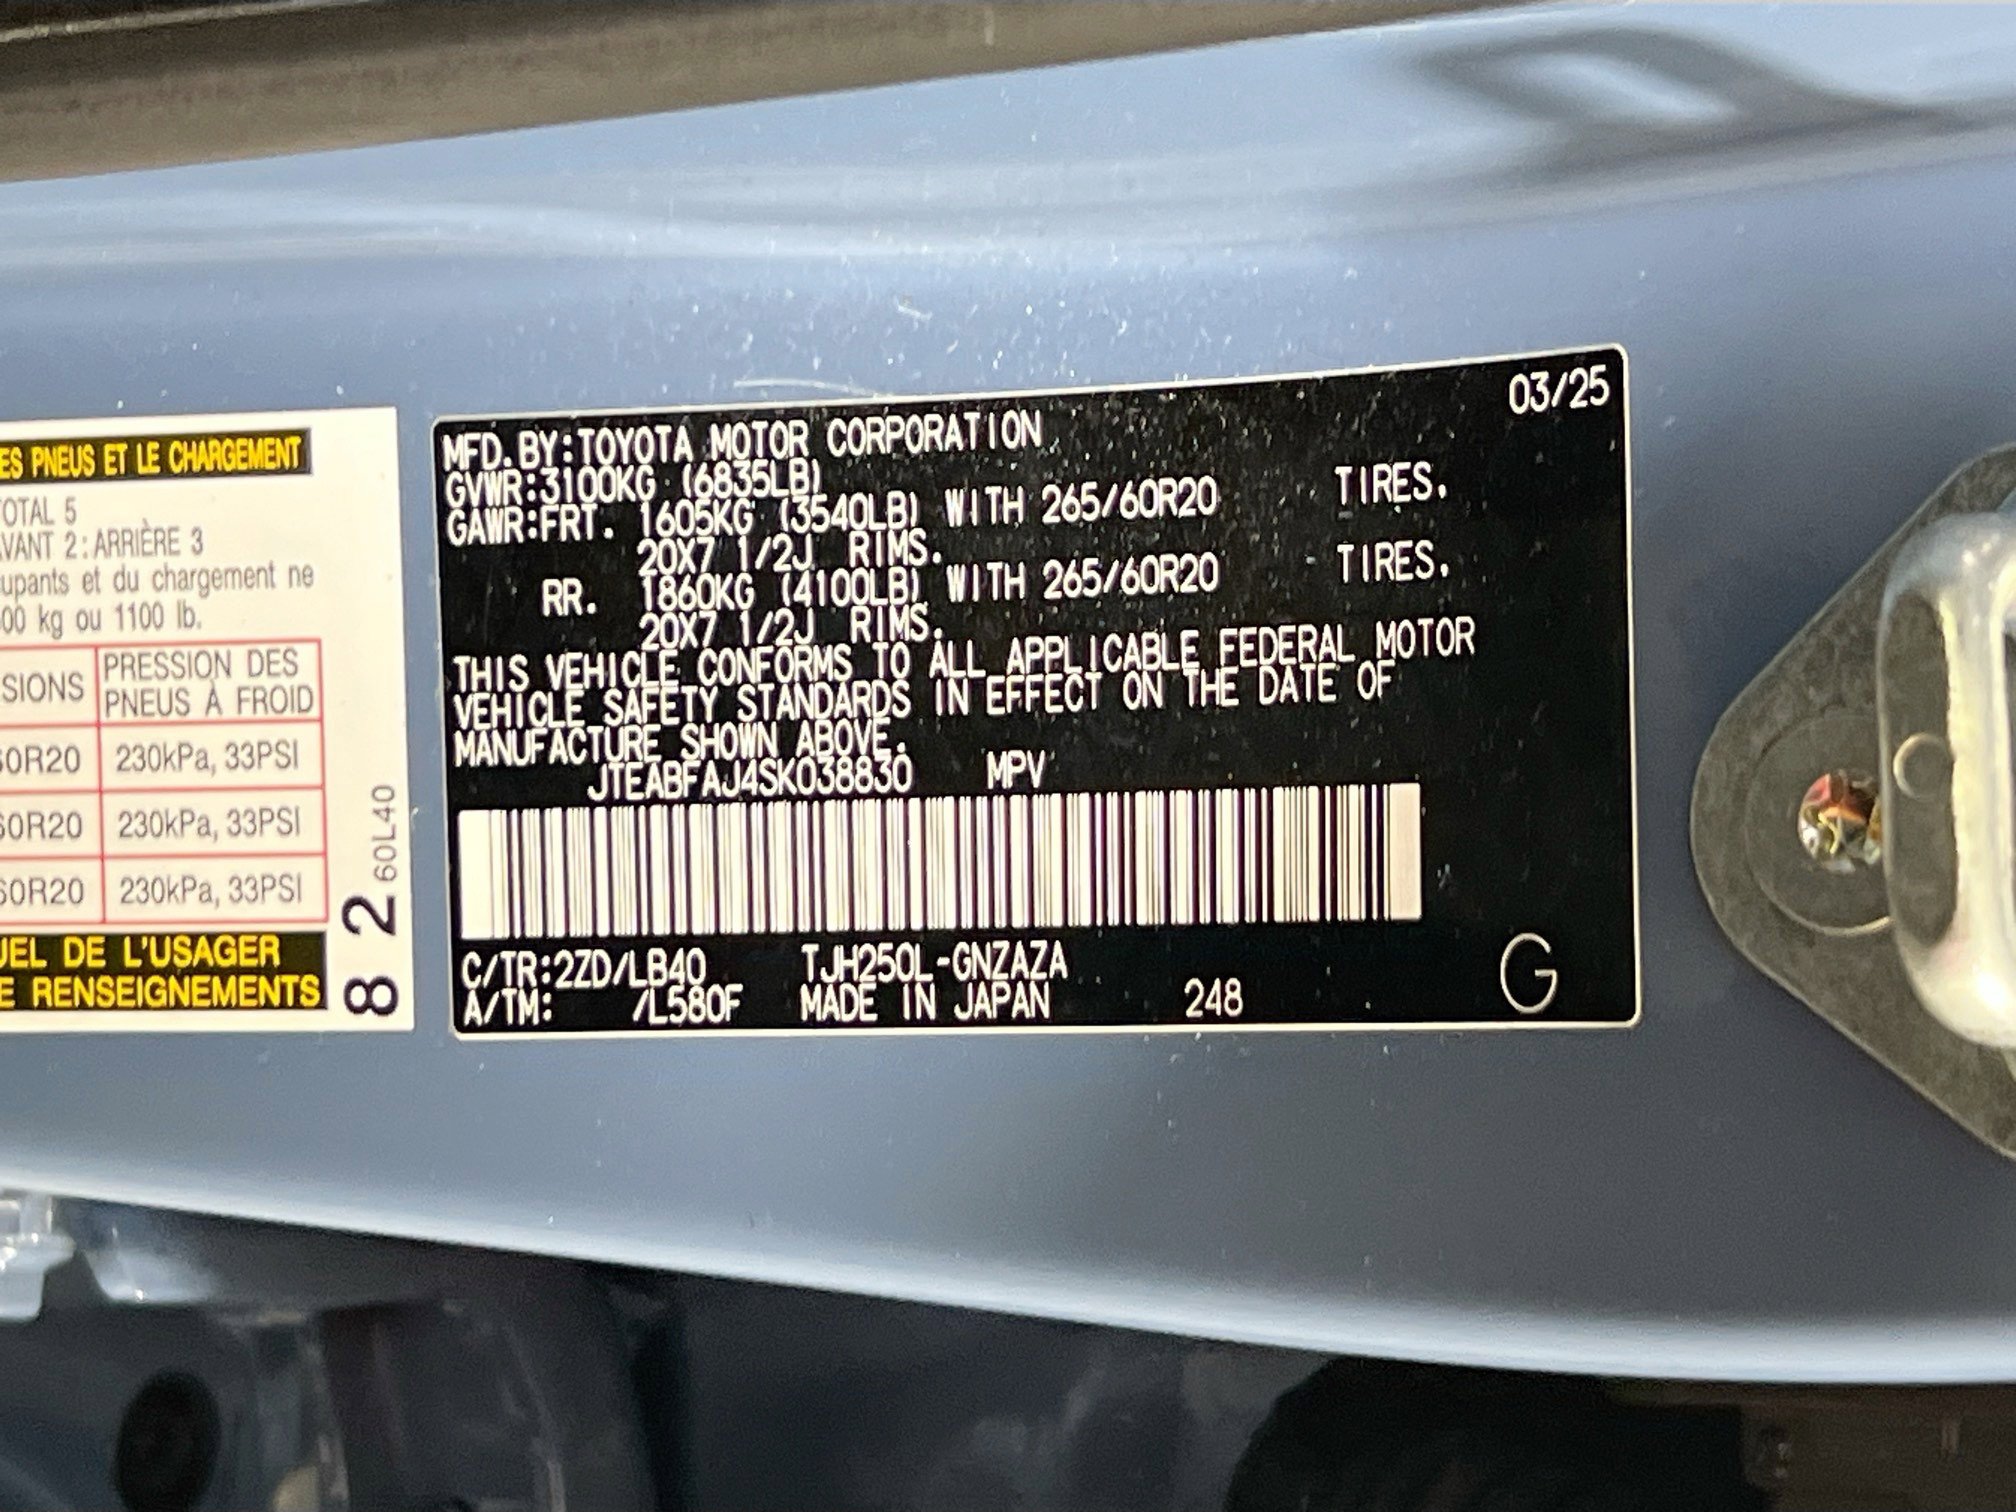 ES PNEUS ET LE CHARGEMENT
OTAL 5
AVANT 2:ARRIÈRE 3
upants et du chargement ne
00 kg ou 1100 lb.
SIONS PRESSION DES
PNEUS À FROID
60R20 230kPa, 33PSI
60R20 230kPa, 33PSI
60R20 230kPa, 33PSI
UEL DE L'USAGER
E RENSEIGNEMENTS
82 60L40
03/25
MFD.BY:TOYOTA MOTOR CORPORATION
GVWR:3100KG (6835LB)
GAWR:FRT. 1605KG (3540LB) WITH 265/60R20 TIRES.
20X7 1/2J RIMS.
RR. 1860KG (4100LB) WITH 265/60R20 TIRES.
20X7 1/2J RIMS.
THIS VEHICLE CONFORMS TO ALL APPLICABLE FEDERAL MOTOR
VEHICLE SAFETY STANDARDS IN EFFECT ON THE DATE OF
MANUFACTURE SHOWN ABOVE.
JTEABFAJ4SK038830 MPV
C/TR:2ZD/LB40 TJH250L-GNZAZA
A/TM: /L580F MADE IN JAPAN 248 G